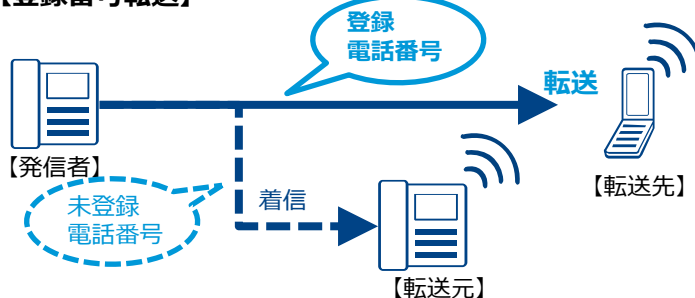 【登録番号転送】
登録
電話番号
転送
【発信者】
【転送先】
未登録
電話番号
着信
【転送元】